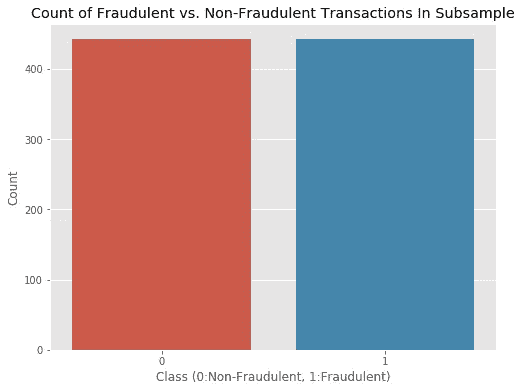 Count of Fraudulent vs. Non-Fraudulent Transactions In Subsample
400
300
200
100
0
Count
0
1
Class (0:Non-Fraudulent, 1:Fraudulent)